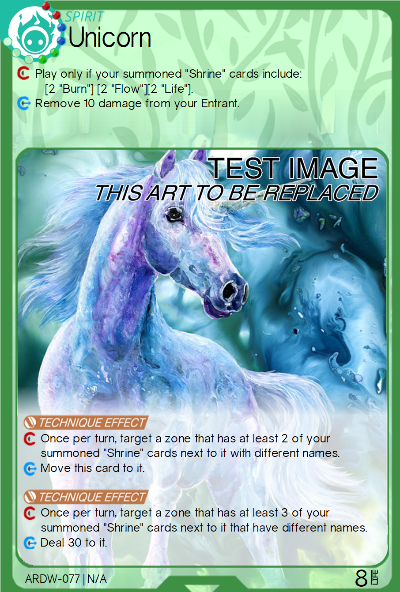 SPIRIT
Unicorn
Play only if your summoned "Shrine" cards include:
[2 "Burn"] [2 "Flow"][2 "Life"].
Remove 10 damage from your Entrant.
TEST IMAGE
THIS ART TO BE REPLACED
TECHNIQUE EFFECT
Once per turn, target a zone that has at least 2 of your
summoned "Shrine" cards next to it with different names.
Move this card to it.
TECHNIQUE EFFECT
Once per turn, target a zone that has at least 3 of your
summoned "Shrine" cards next to it that have different names.
Deal 30 to it.
ARDW-077 | N/A
8 LIFE